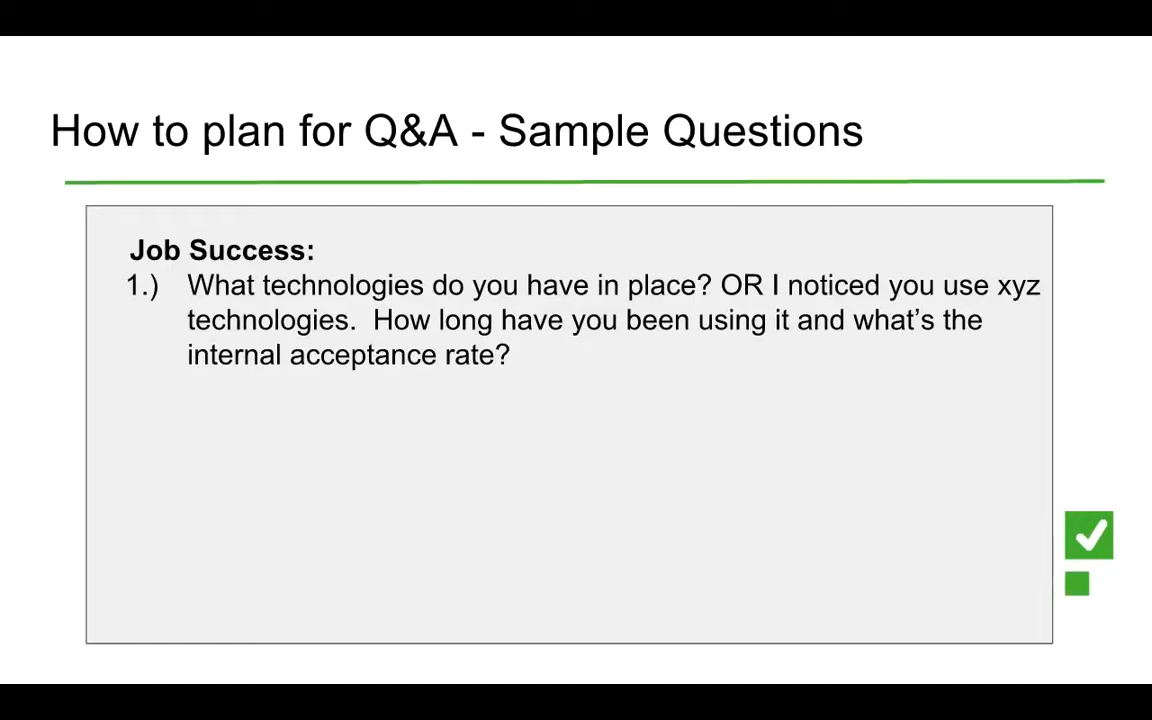 How to plan for Q&A - Sample Questions
Job Success:
1.) What technologies do you have in place? OR I noticed you use xyz
technologies.  How long have you been using it and what’s the
internal acceptance rate?